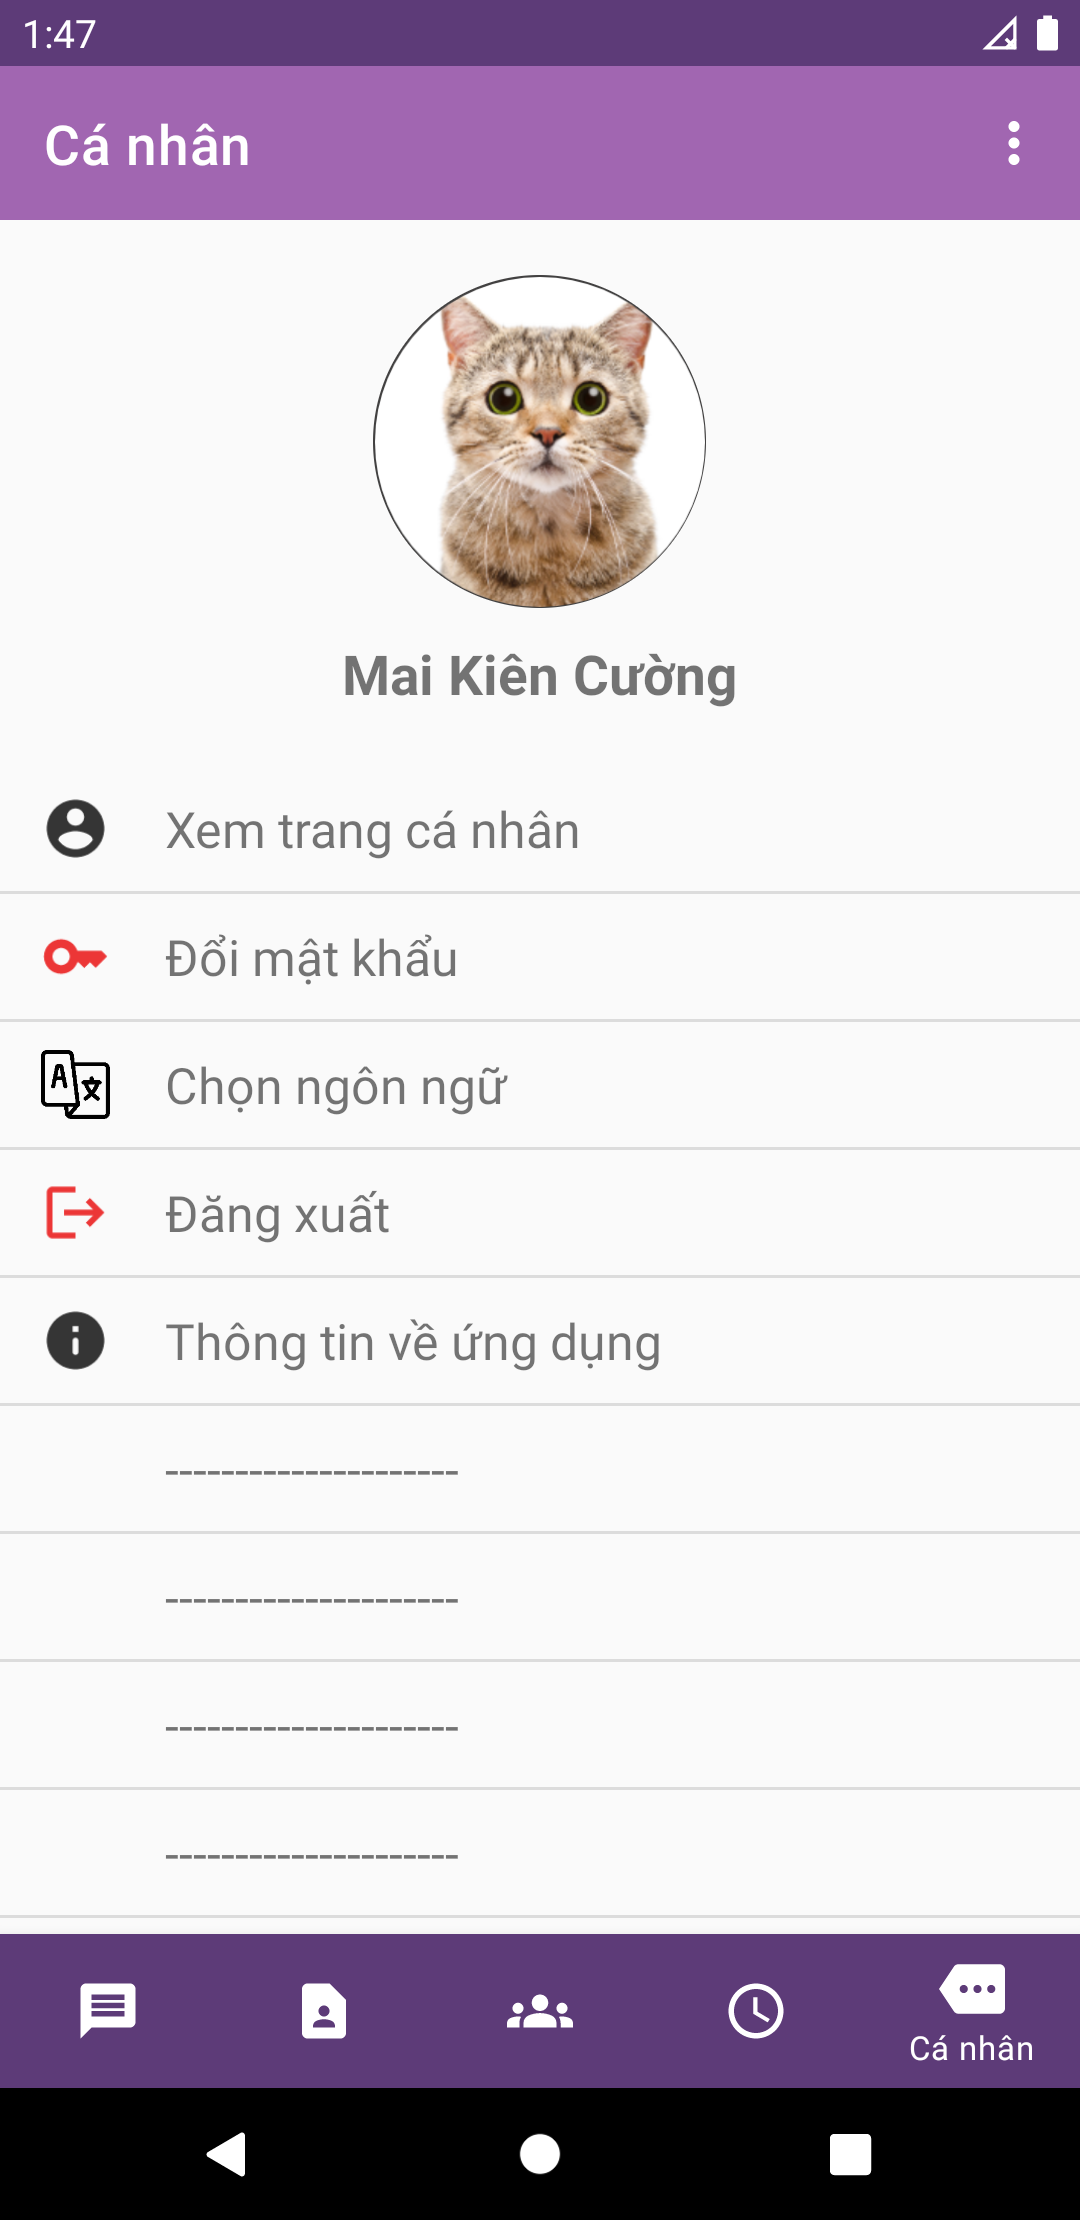 1:47
Cá nhân
Mai Kiên Cường
Xem trang cá nhân
Đổi mật khẩu
Chọn ngôn ngữ
Đăng xuất
Thông tin về ứng dụng
---------------------
---------------------
---------------------
---------------------
Cá nhân